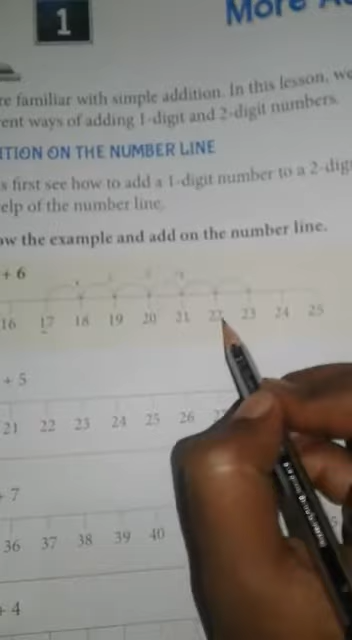 1
More
re familiar with simple addition. In this lesson, we
rent ways of adding 1-digit and 2-digit numbers.
ITION ON THE NUMBER LINE
s first see how to add a 1-digit number to a 2-dig
elp of the number line.
ow the example and add on the number line.
+ 6
16 17 18 19 20 21 22 23 24 25
+ 5
21 22 23 24 25 26
+ 7
36 37 38 39 40
+ 4